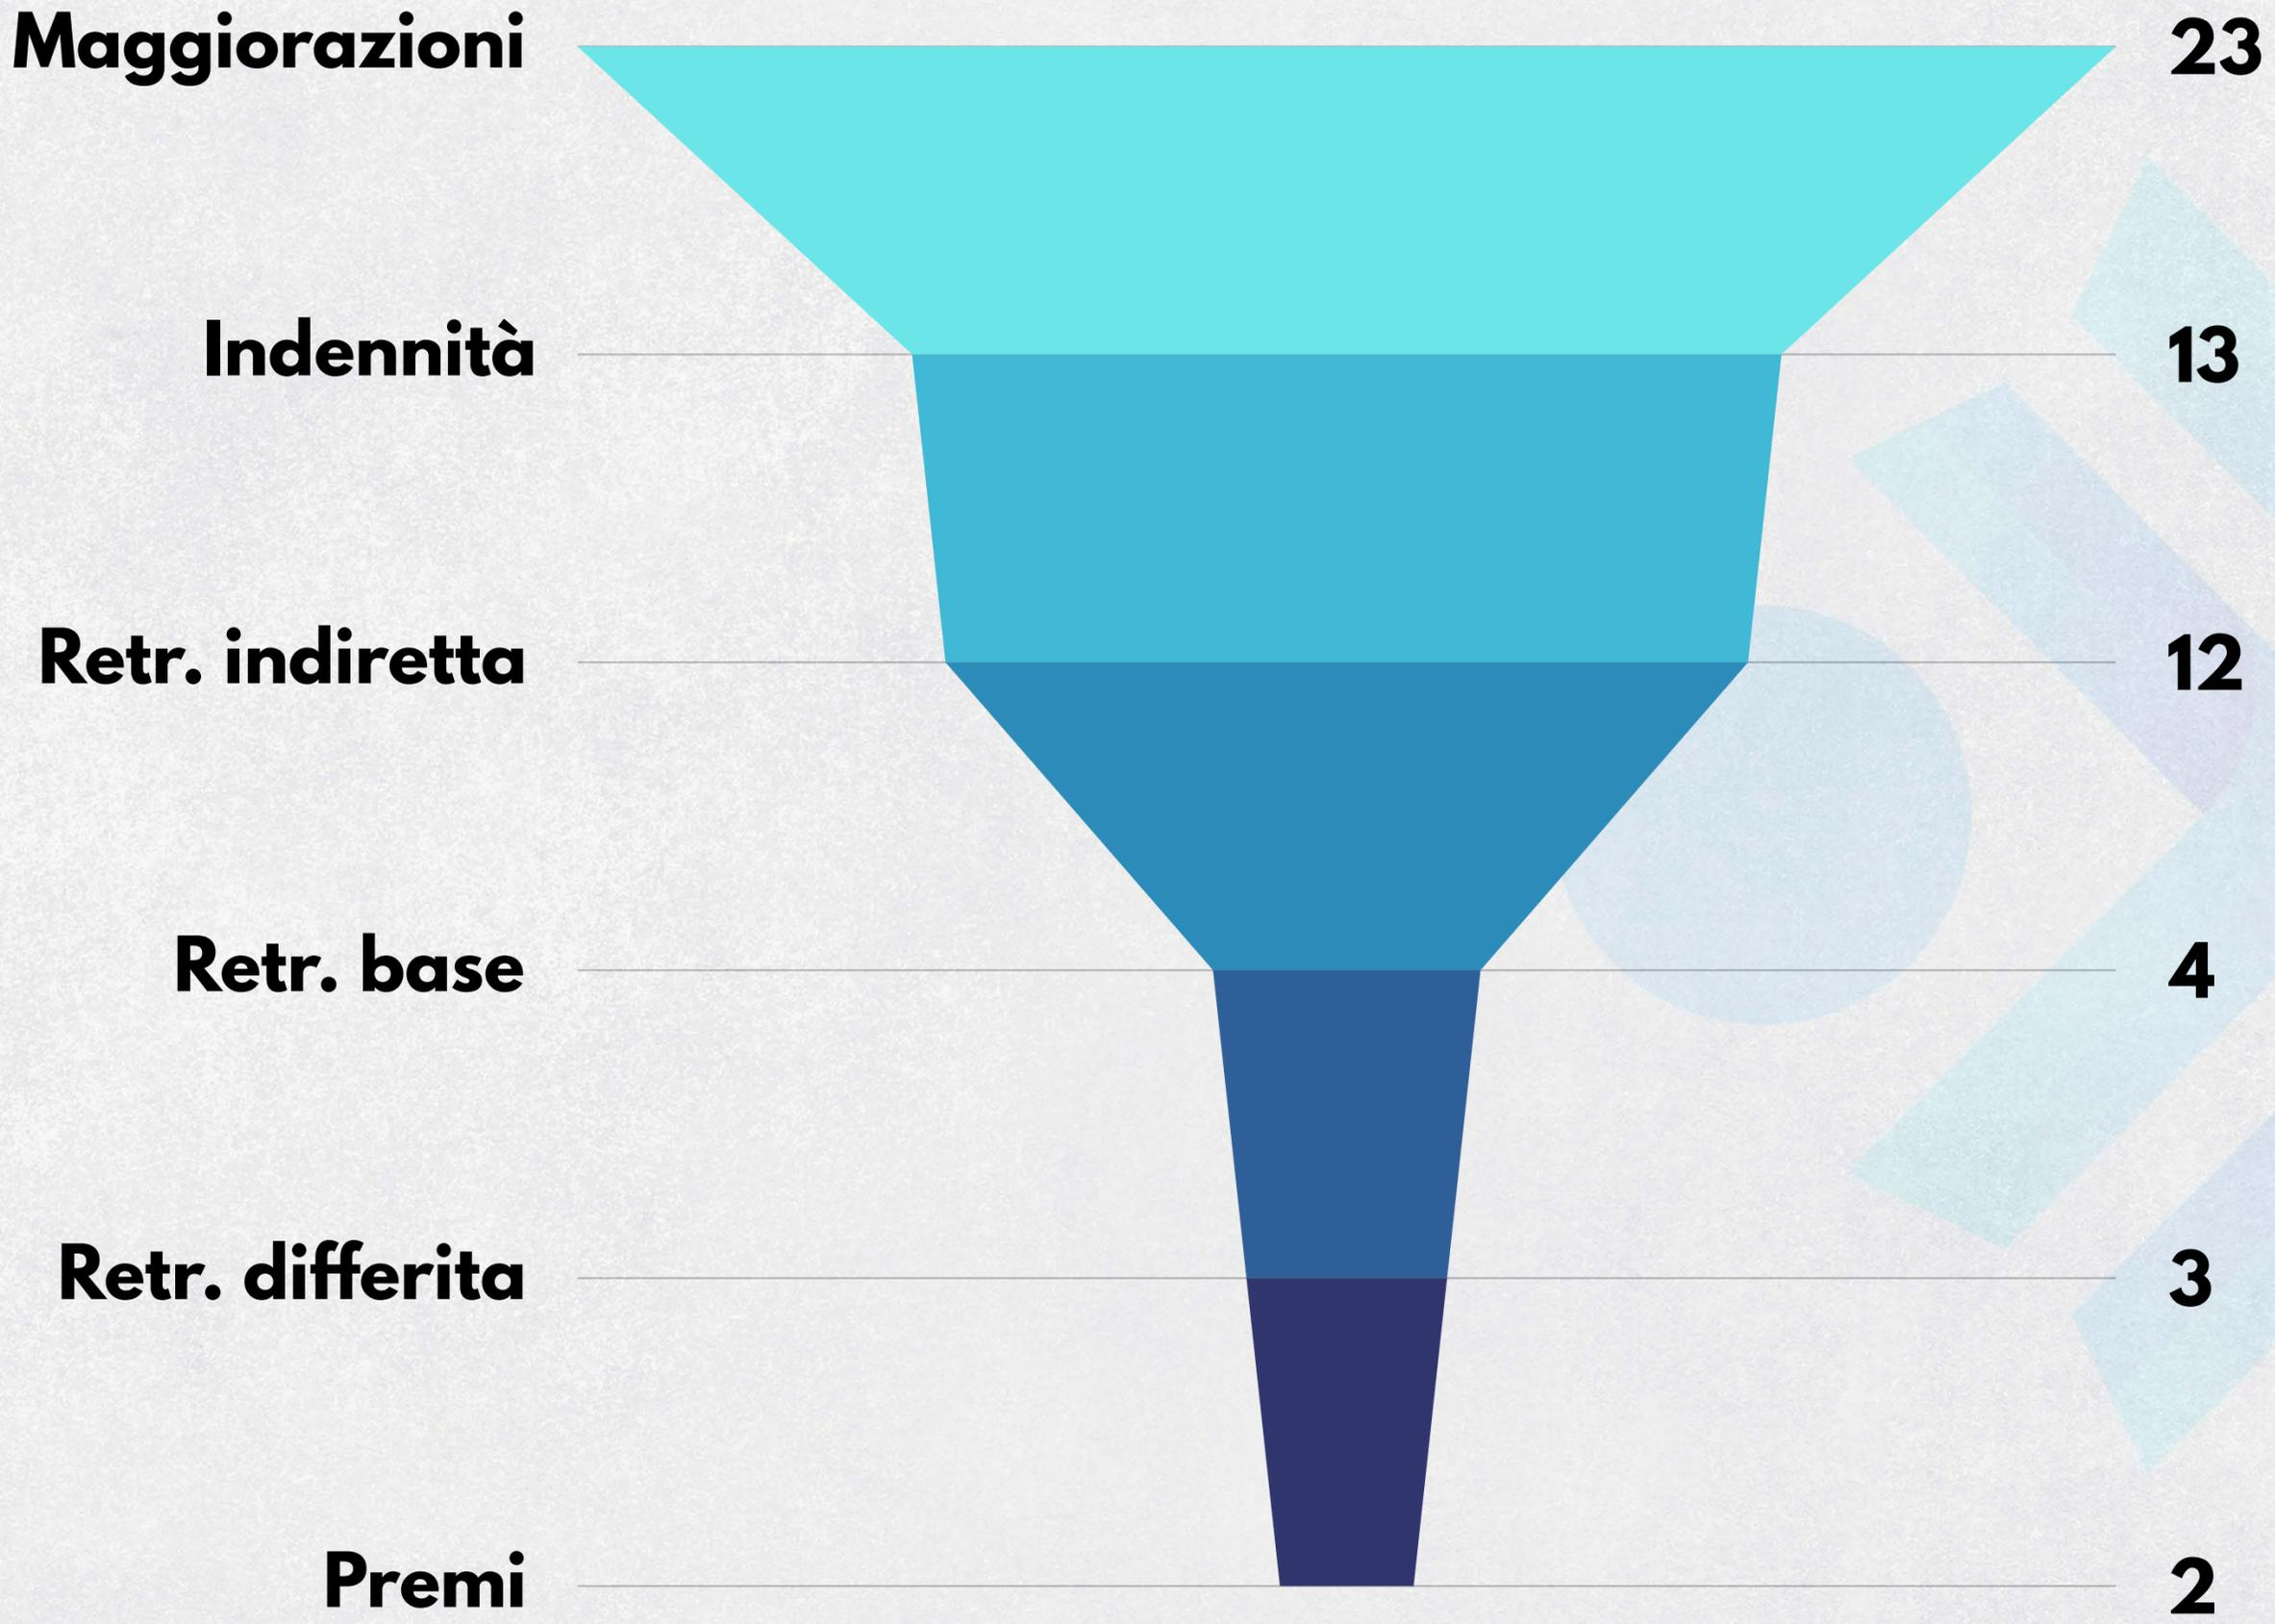 Maggiorazioni 23
Indennità 13
Retr. indiretta 12
Retr. base 4
Retr. differita 3
Premi 2